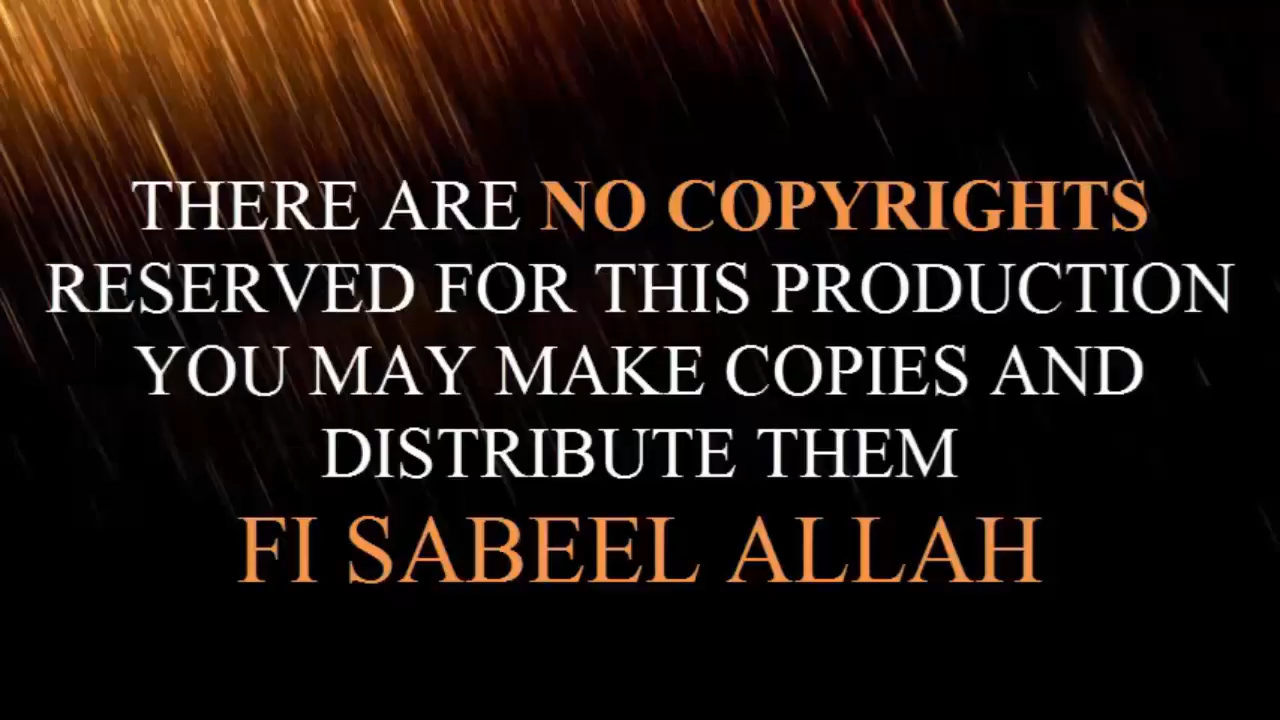 THERE ARE NO COPYRIGHTS
RESERVED FOR THIS PRODUCTION
YOU MAY MAKE COPIES AND
DISTRIBUTE THEM
FI SABEEL ALLAH